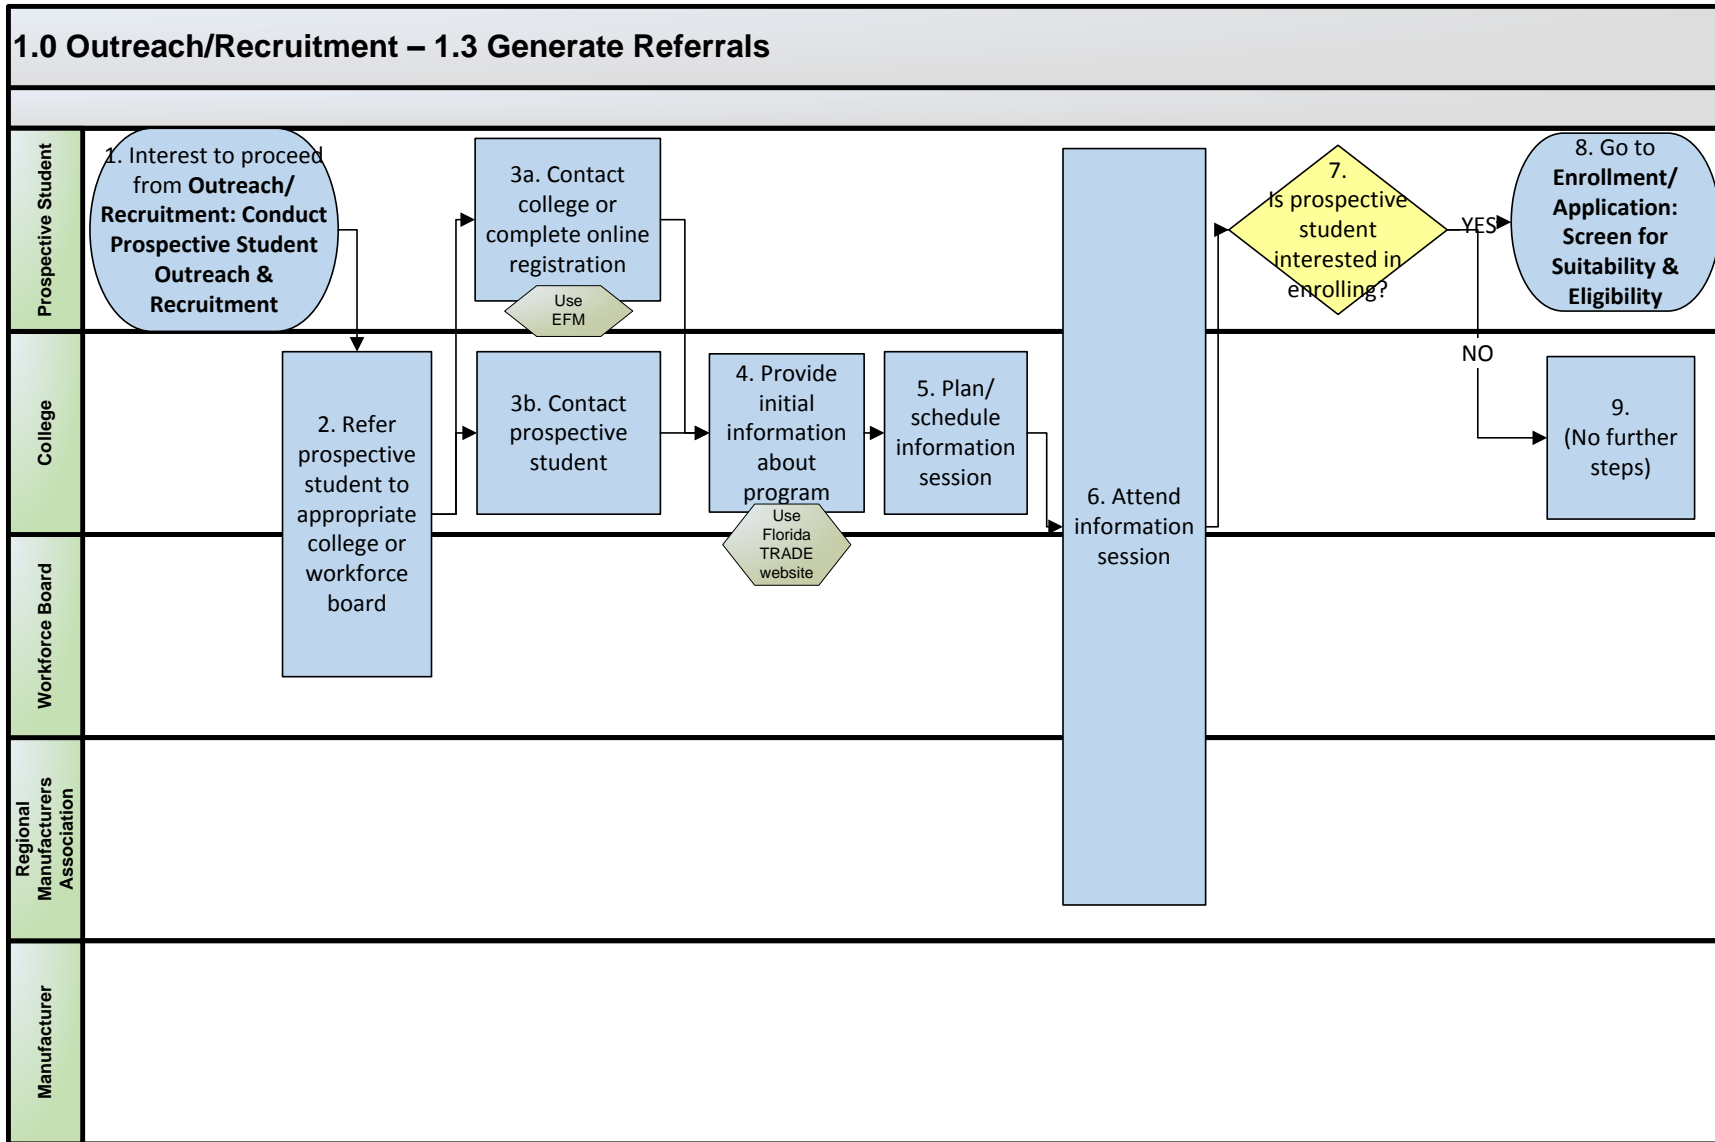 1.0 Outreach/Recruitment – 1.3 Generate Referrals
Prospective Student
1. Interest to proceed
from Outreach/
Recruitment: Conduct
Prospective Student
Outreach &
Recruitment
3a. Contact
college or
complete online
registration
Use
EFM
7.
Is prospective
student
interested in
enrolling?
YES
8. Go to
Enrollment/
Application:
Screen for
Suitability &
Eligibility
College
2. Refer
prospective
student to
appropriate
college or
workforce
board
3b. Contact
prospective
student
4. Provide
initial
information
about
program
Use
Florida
TRADE
website
5. Plan/
schedule
information
session
6. Attend
information
session
NO
9.
(No further
steps)
Workforce Board
Regional
Manufacturers
Association
Manufacturer